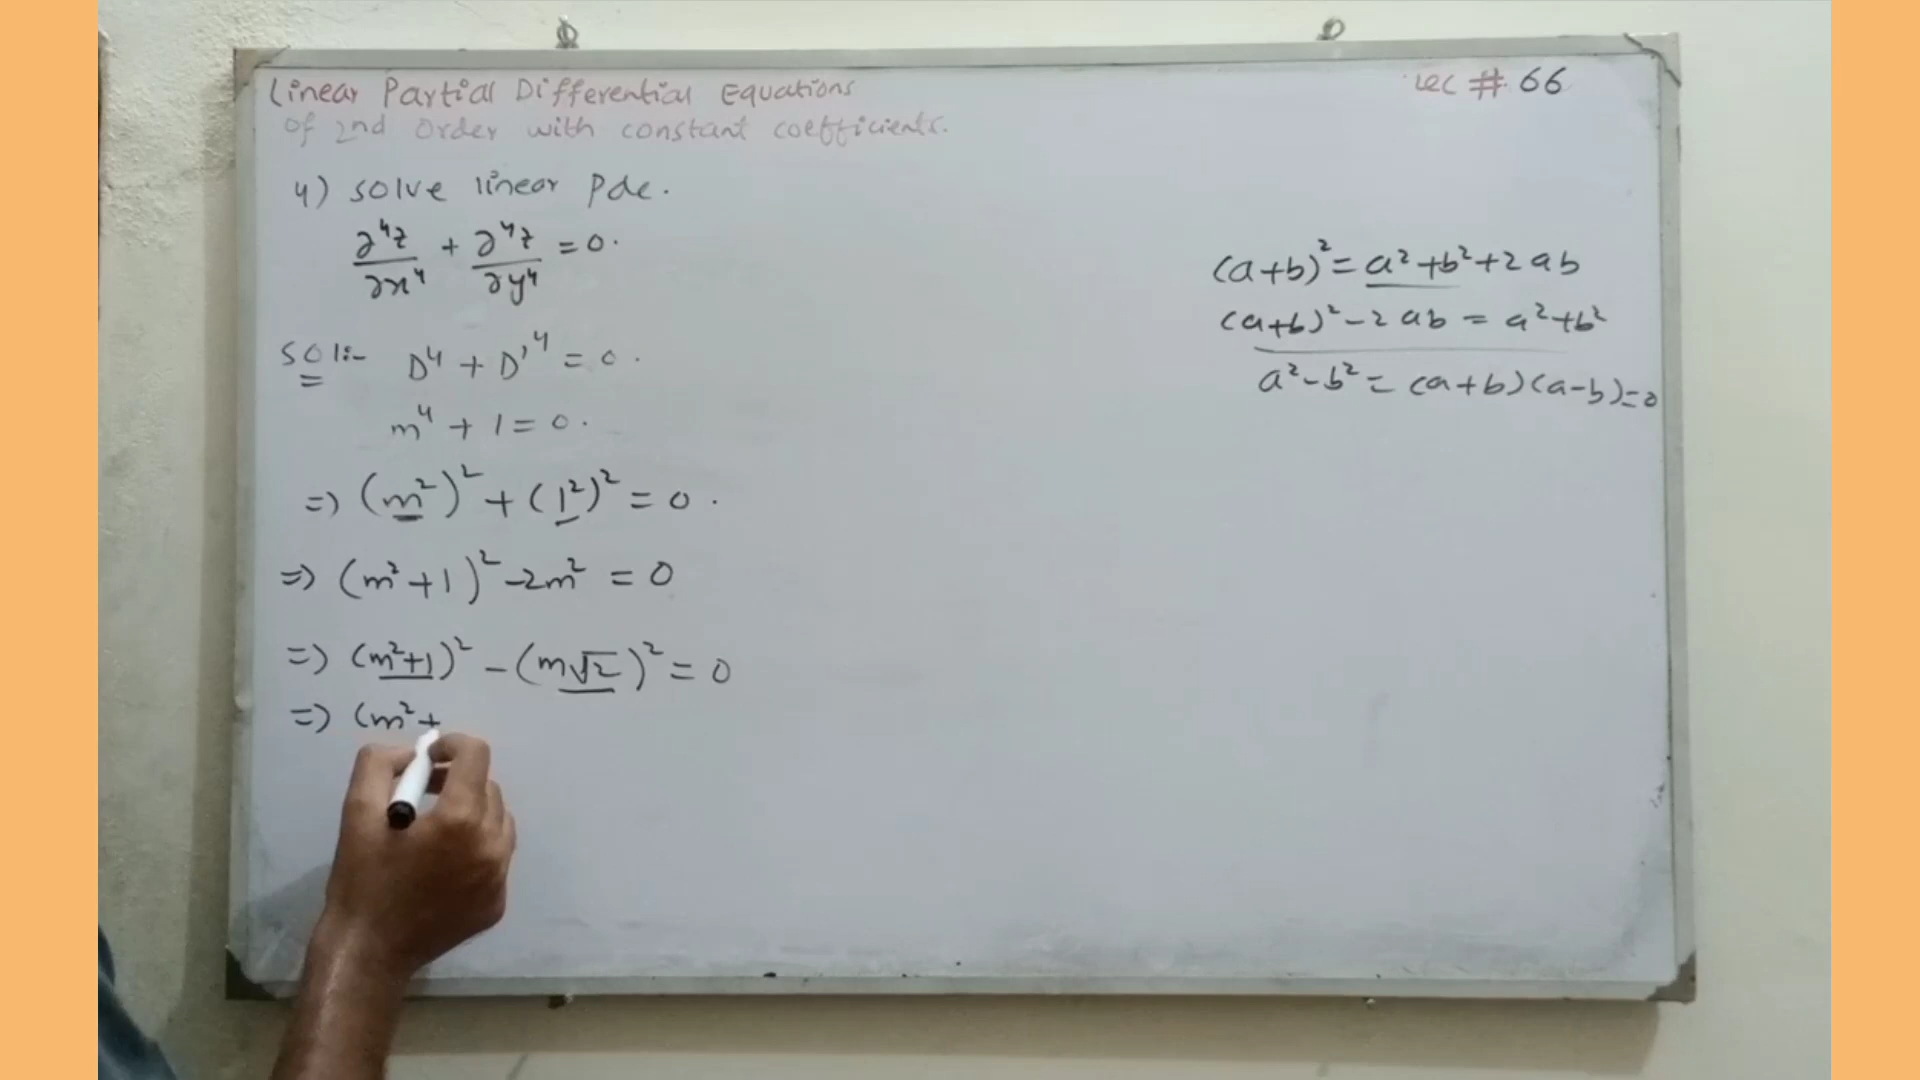 Linear Partial Differential Equations
Lec # 66
of 2nd Order with constant coefficients.
4) Solve linear Pde.
∂⁴z/∂x⁴ + ∂⁴z/∂y⁴ = 0.
Sol:- D⁴ + D'⁴ = 0.
m⁴ + 1 = 0.
=> (m²)² + (1²)² = 0.
=> (m²+1)² - 2m² = 0
=> (m²+1)² - (m√2)² = 0
=> (m²+
(a+b)² = a²+b²+2ab
(a+b)² - 2ab = a²+b²
a²-b² = (a+b)(a-b)=0